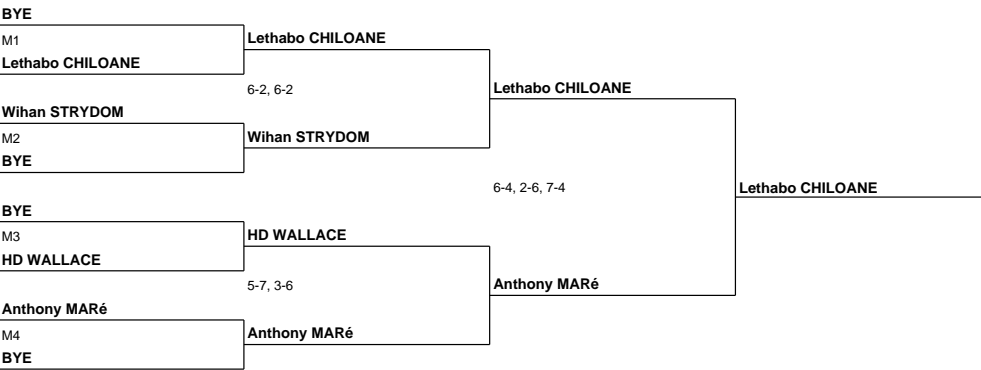 BYE
M1
Lethabo CHILOANE
Wihan STRYDOM
M2
BYE
BYE
M3
HD WALLACE
Anthony MARé
M4
BYE
Lethabo CHILOANE
6-2, 6-2
Wihan STRYDOM
HD WALLACE
5-7, 3-6
Anthony MARé
Lethabo CHILOANE
6-4, 2-6, 7-4
Anthony MARé
Lethabo CHILOANE